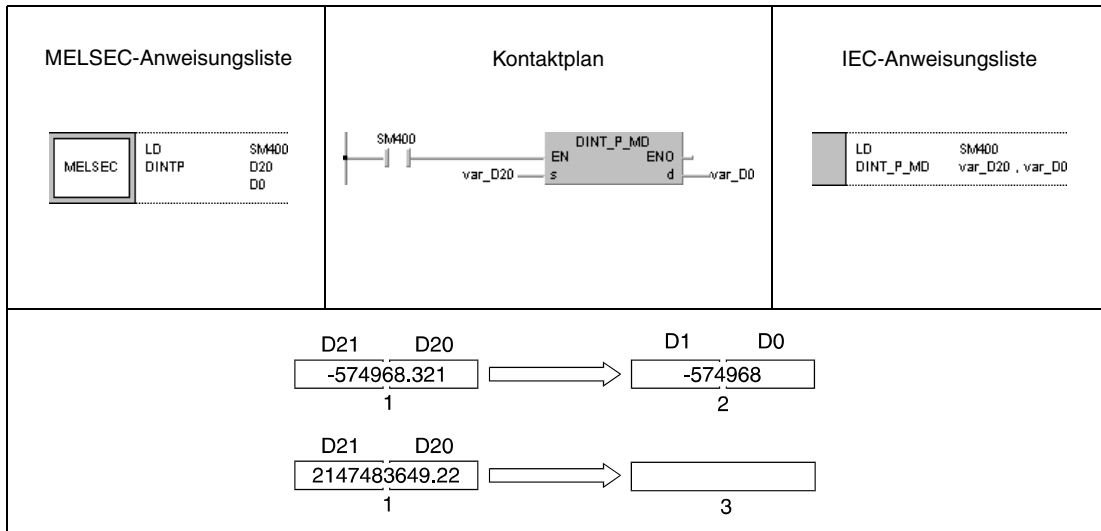 MELSEC-Anweisungsliste
Kontaktplan
IEC-Anweisungsliste
MELSEC
LD SM400
DINTP D20
D0
SM400
DINT_P_MD
EN ENO
var_D20 s d var_D0
LD SM400
DINT_P_MD var_D20 , var_D0
D21 D20 D1 D0
-574968.321 -574968
1 2
D21 D20
2147483649.22
1 3